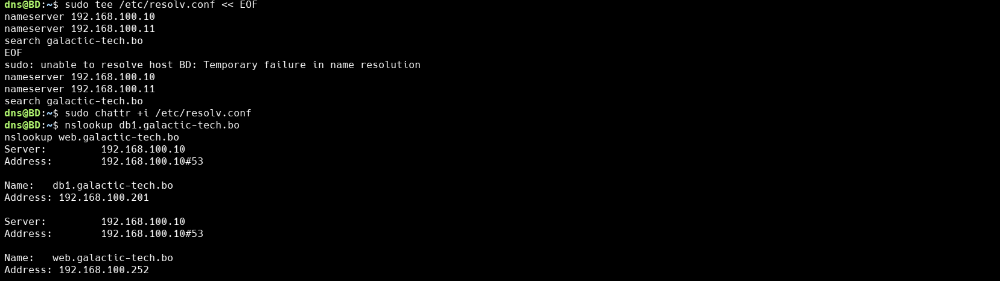 dns@BD:~$ sudo tee /etc/resolv.conf << EOF
nameserver 192.168.100.10
nameserver 192.168.100.11
search galactic-tech.bo
EOF
sudo: unable to resolve host BD: Temporary failure in name resolution
nameserver 192.168.100.10
nameserver 192.168.100.11
search galactic-tech.bo
dns@BD:~$ sudo chattr +i /etc/resolv.conf
dns@BD:~$ nslookup db1.galactic-tech.bo
nslookup web.galactic-tech.bo
Server:         192.168.100.10
Address:        192.168.100.10#53

Name:   db1.galactic-tech.bo
Address: 192.168.100.201

Server:         192.168.100.10
Address:        192.168.100.10#53

Name:   web.galactic-tech.bo
Address: 192.168.100.252